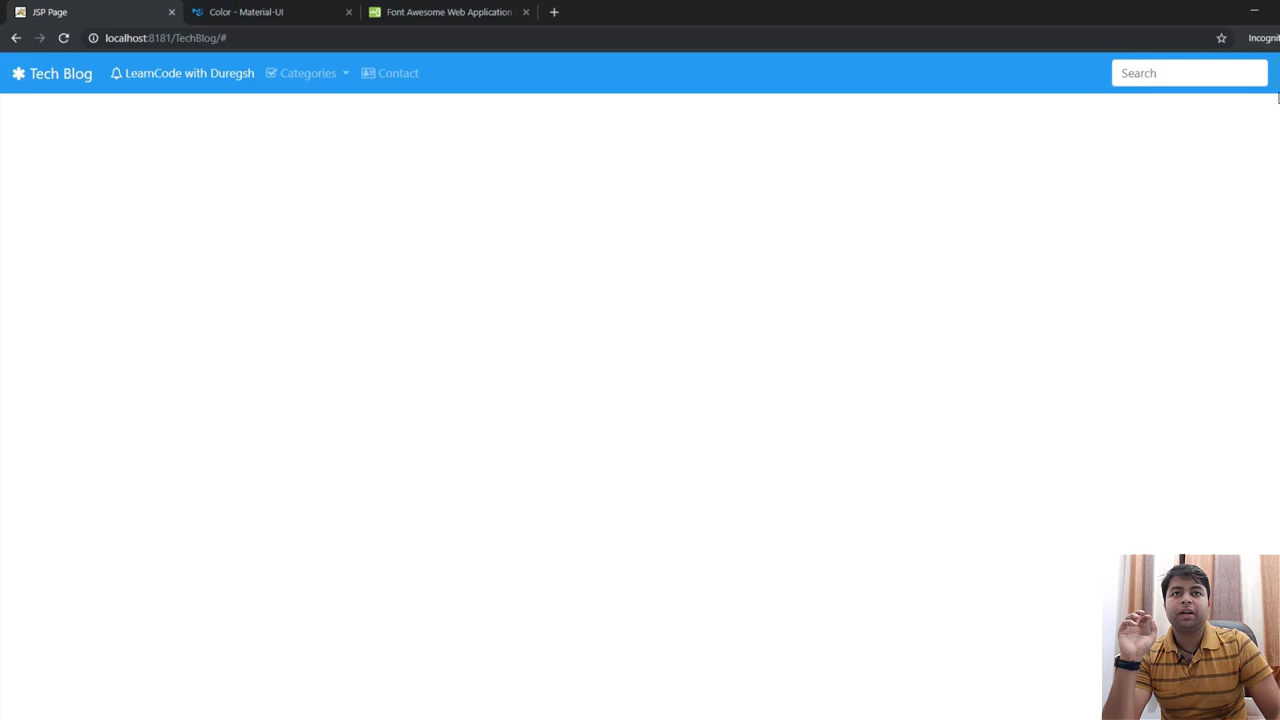 JSP Page
Color - Material-UI
Font Awesome Web Application
localhost:8181/TechBlog/#
Incognit
Tech Blog
LearnCode with Duregsh
Categories
Contact
Search